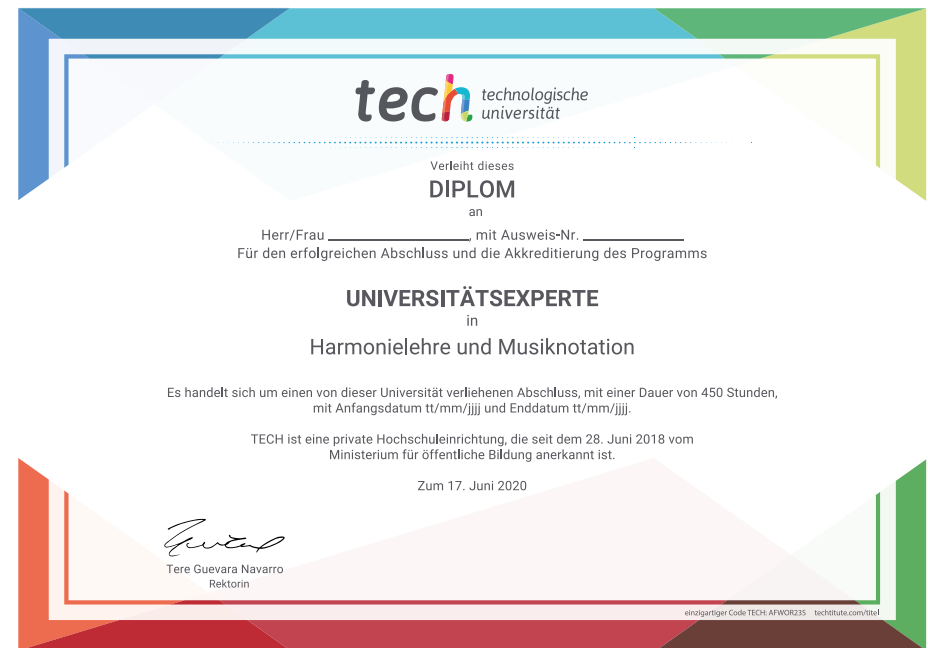 tech technologische
universität
Verleiht dieses
DIPLOM
an
Herr/Frau ____________________, mit Ausweis-Nr. ______________
Für den erfolgreichen Abschluss und die Akkreditierung des Programms
UNIVERSITÄTSEXPERTE
in
Harmonielehre und Musiknotation
Es handelt sich um einen von dieser Universität verliehenen Abschluss, mit einer Dauer von 450 Stunden,
mit Anfangsdatum tt/mm/jjjj und Enddatum tt/mm/jjjj.
TECH ist eine private Hochschuleinrichtung, die seit dem 28. Juni 2018 vom
Ministerium für öffentliche Bildung anerkannt ist.
Zum 17. Juni 2020
Tere Guevara Navarro
Rektorin
einzigartiger Code TECH: AFWOR23S techtitute.com/titel